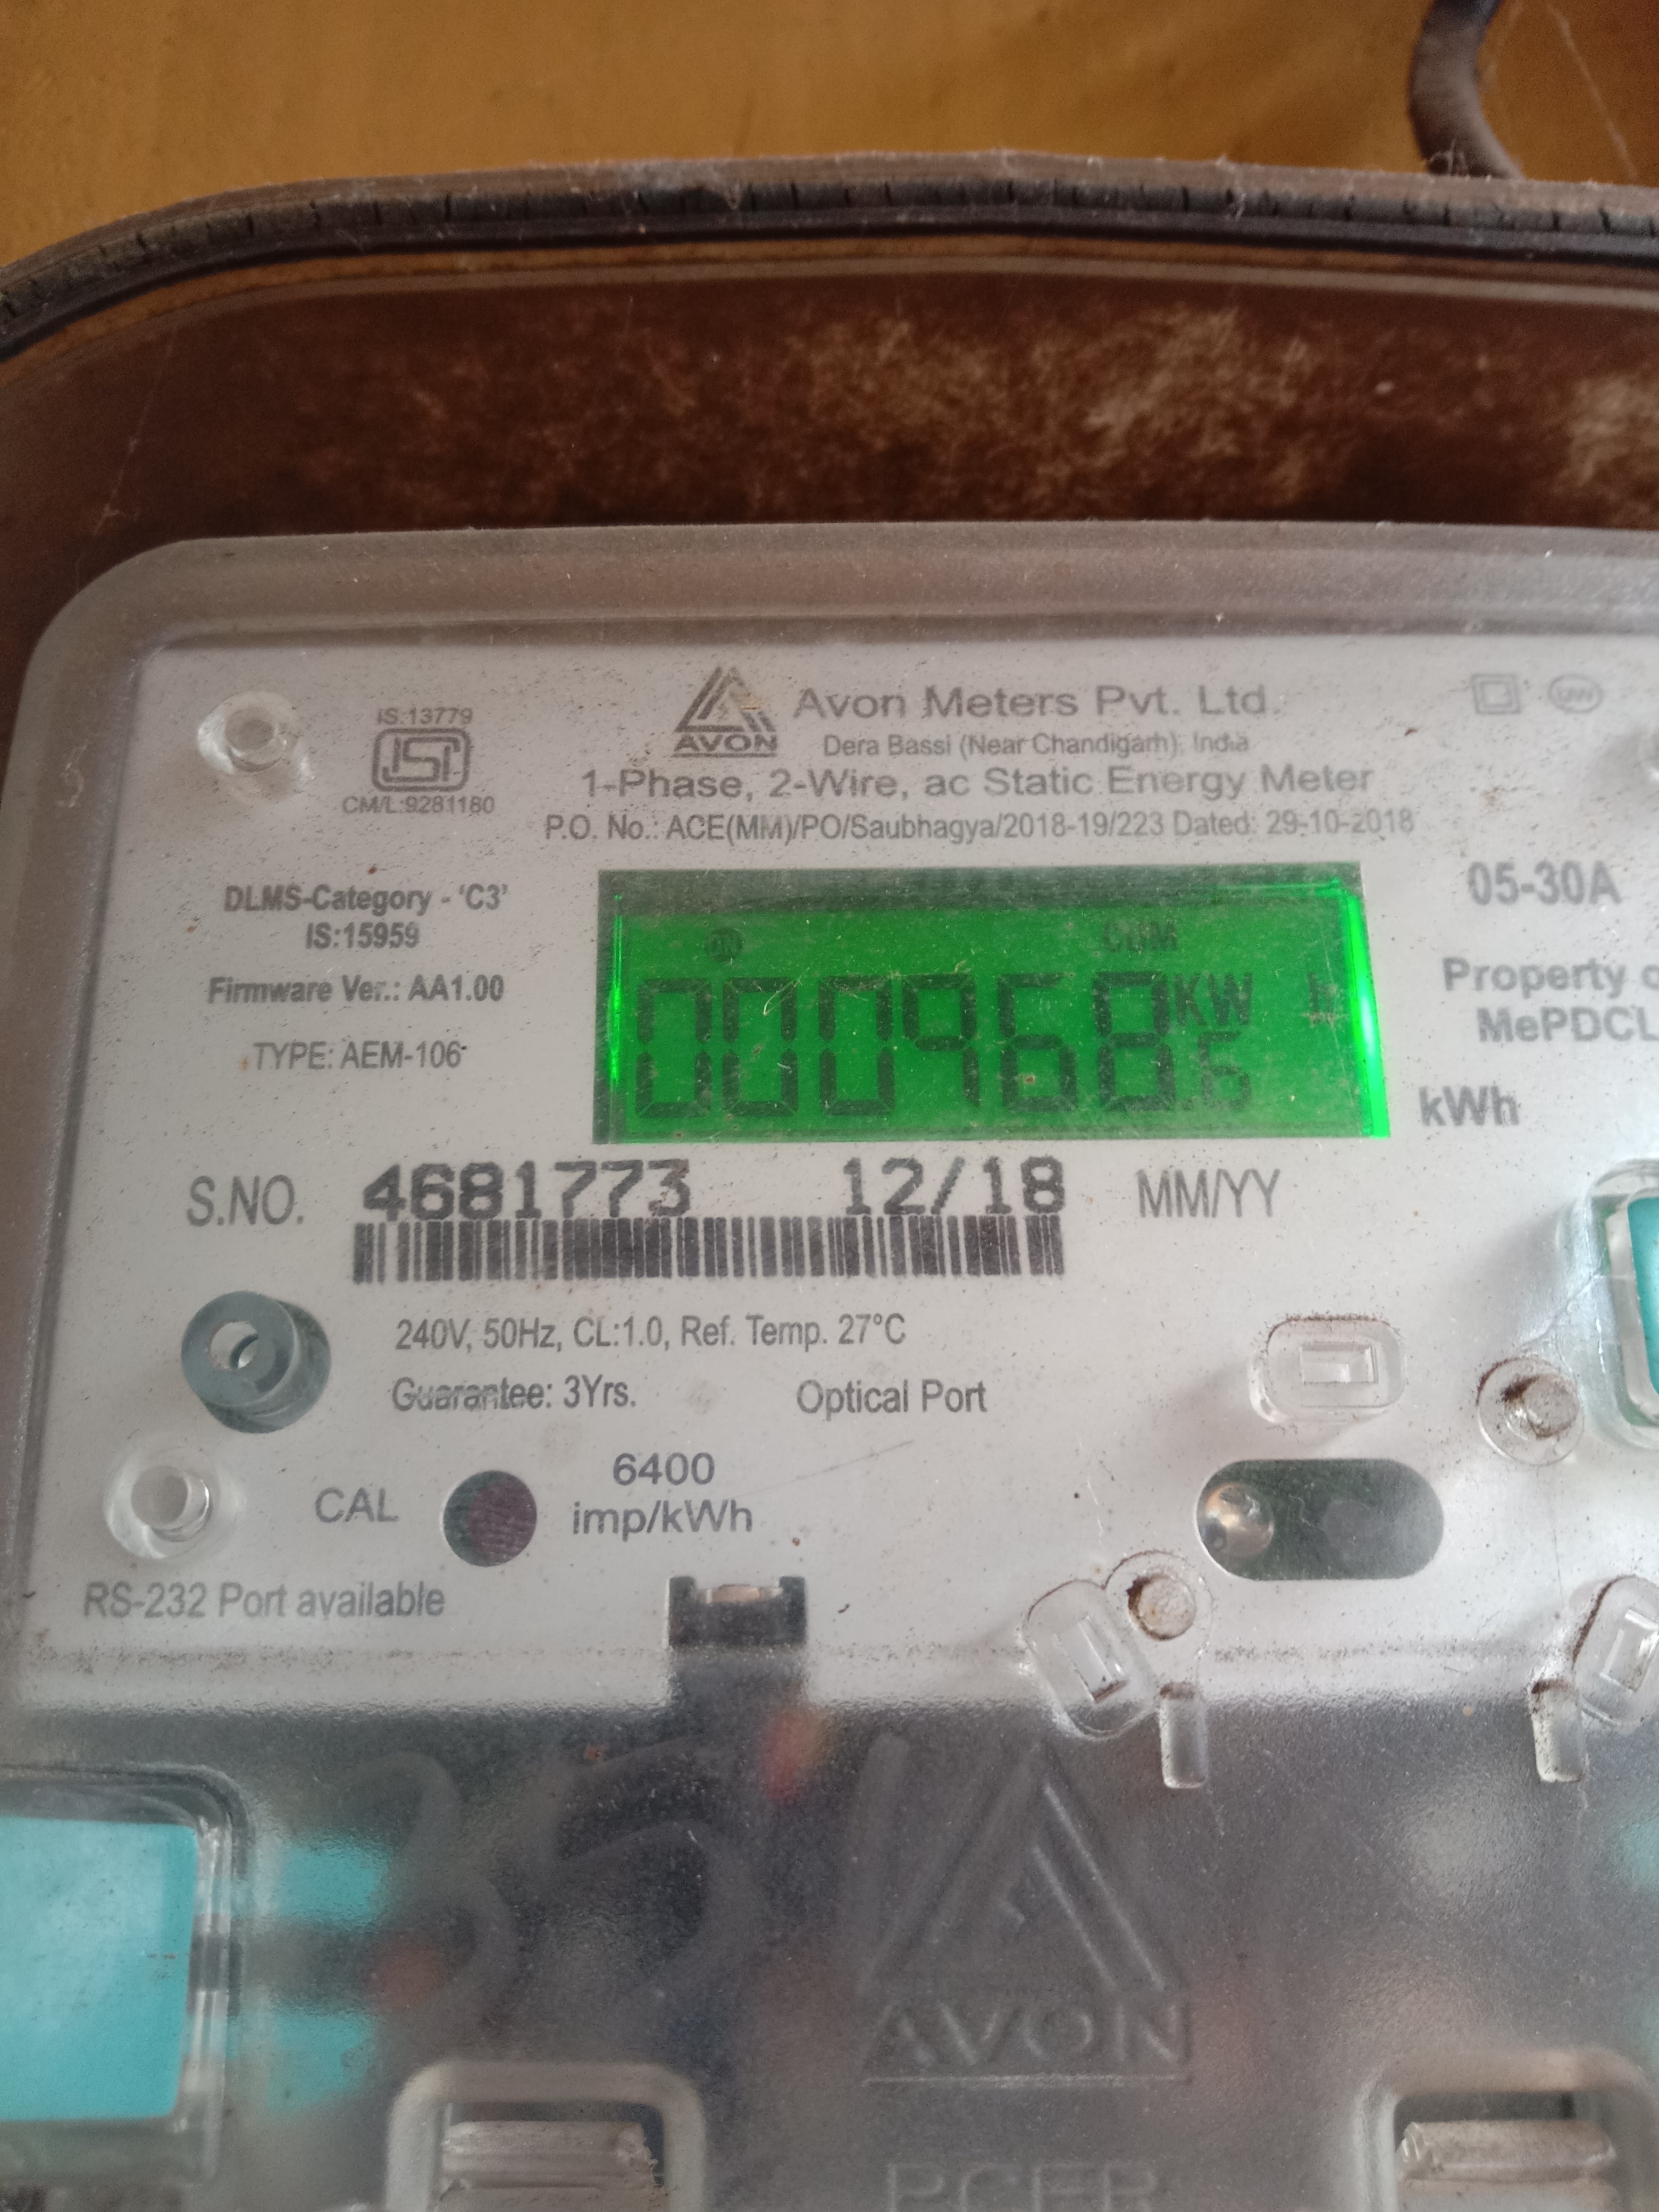 IS:13779
ISI
CM/L:9281180
AVON
Avon Meters Pvt. Ltd.
Dera Bassi (Near Chandigarh), India
1-Phase, 2-Wire, ac Static Energy Meter
P.O. No.: ACE(MM)/PO/Saubhagya/2018-19/223 Dated: 29-10-2018
DLMS-Category - 'C3'
IS:15959
Firmware Ver.: AA1.00
TYPE: AEM-106
CUM
000968 KW h
05-30A
Property
MePDCL
kWh
S.NO. 4681773 12/18 MM/YY
240V, 50Hz, CL:1.0, Ref. Temp. 27°C
Guarantee: 3Yrs.
Optical Port
CAL
6400
imp/kWh
RS-232 Port available
AVON